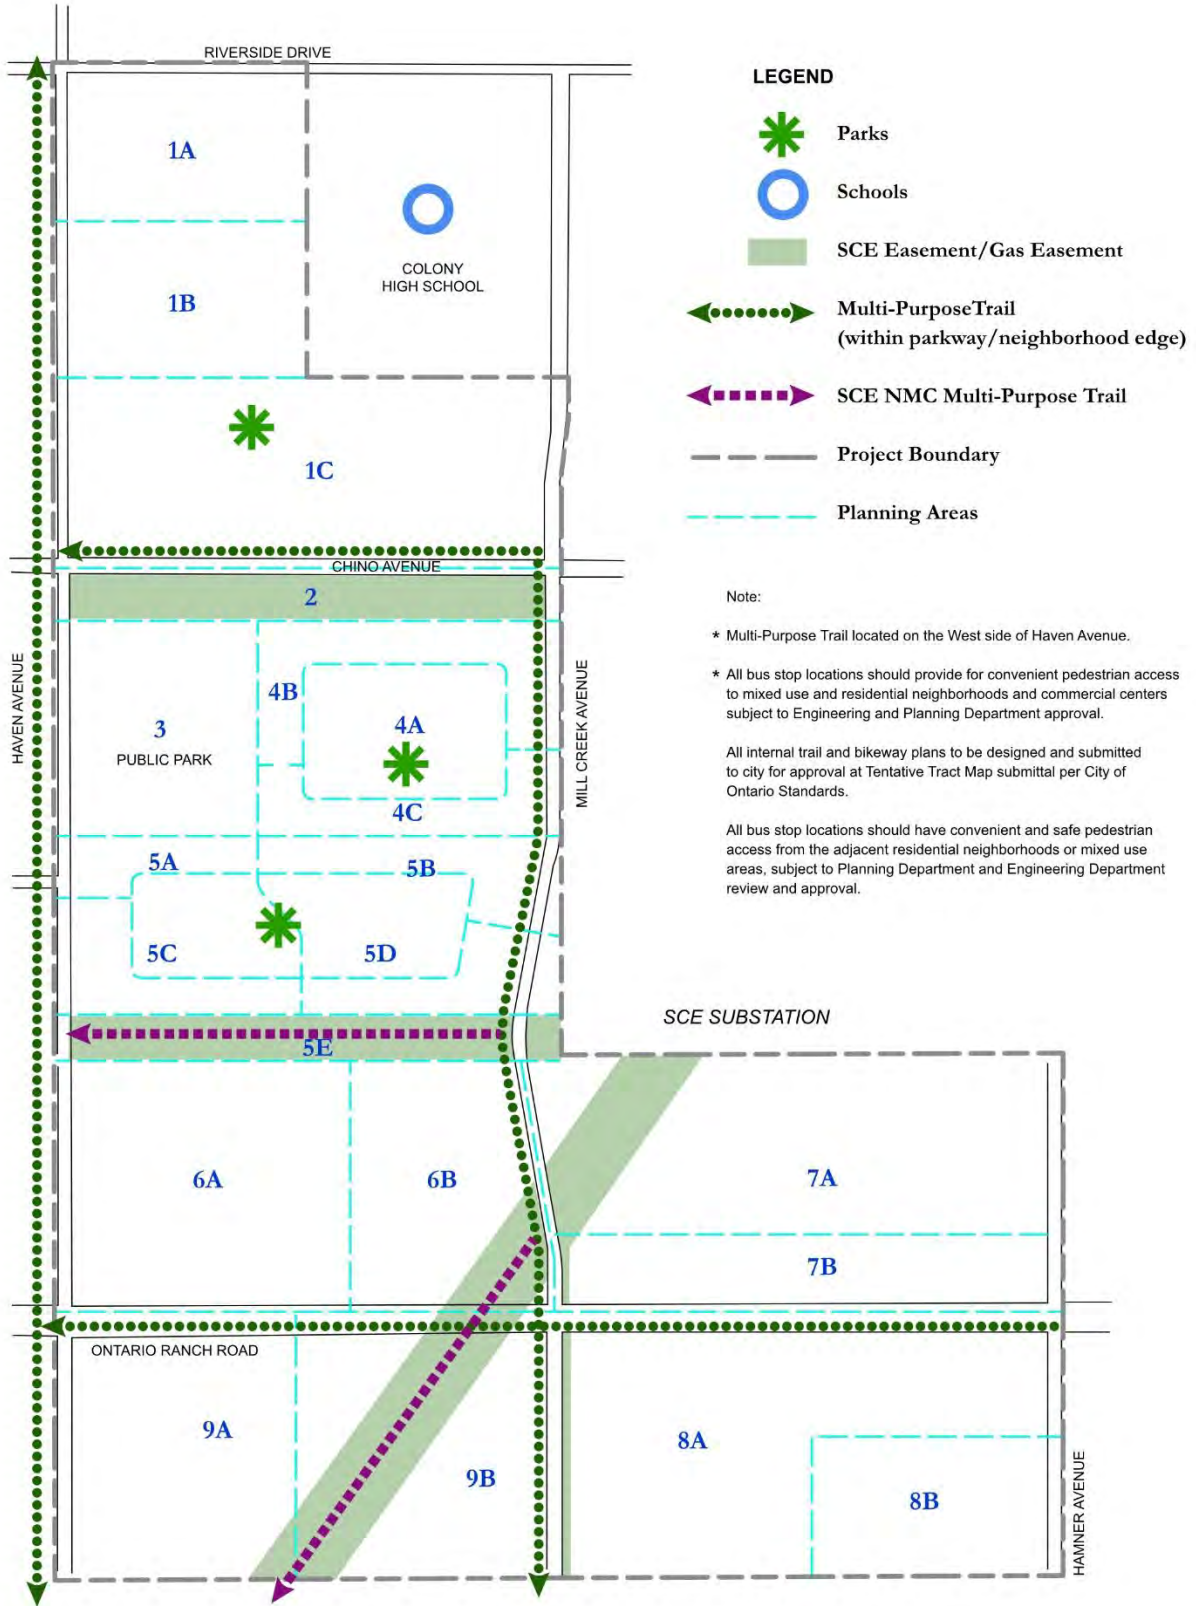 RIVERSIDE DRIVE
1A
1B
COLONY
HIGH SCHOOL
1C
CHINO AVENUE
2
HAVEN AVENUE
MILL CREEK AVENUE
4B
4A
3
PUBLIC PARK
4C
5A
5B
5C
5D
5E
SCE SUBSTATION
6A
6B
7A
7B
ONTARIO RANCH ROAD
9A
9B
8A
8B
HAMNER AVENUE
LEGEND
Parks
Schools
SCE Easement/Gas Easement
Multi-PurposeTrail
(within parkway/neighborhood edge)
SCE NMC Multi-Purpose Trail
Project Boundary
Planning Areas
Note:
* Multi-Purpose Trail located on the West side of Haven Avenue.
* All bus stop locations should provide for convenient pedestrian access
to mixed use and residential neighborhoods and commercial centers
subject to Engineering and Planning Department approval.
All internal trail and bikeway plans to be designed and submitted
to city for approval at Tentative Tract Map submittal per City of
Ontario Standards.
All bus stop locations should have convenient and safe pedestrian
access from the adjacent residential neighborhoods or mixed use
areas, subject to Planning Department and Engineering Department
review and approval.